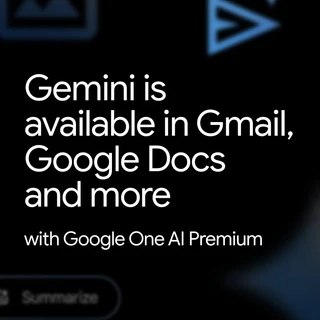 Gemini is
available in Gmail,
Google Docs
and more
with Google One AI Premium
Summarize